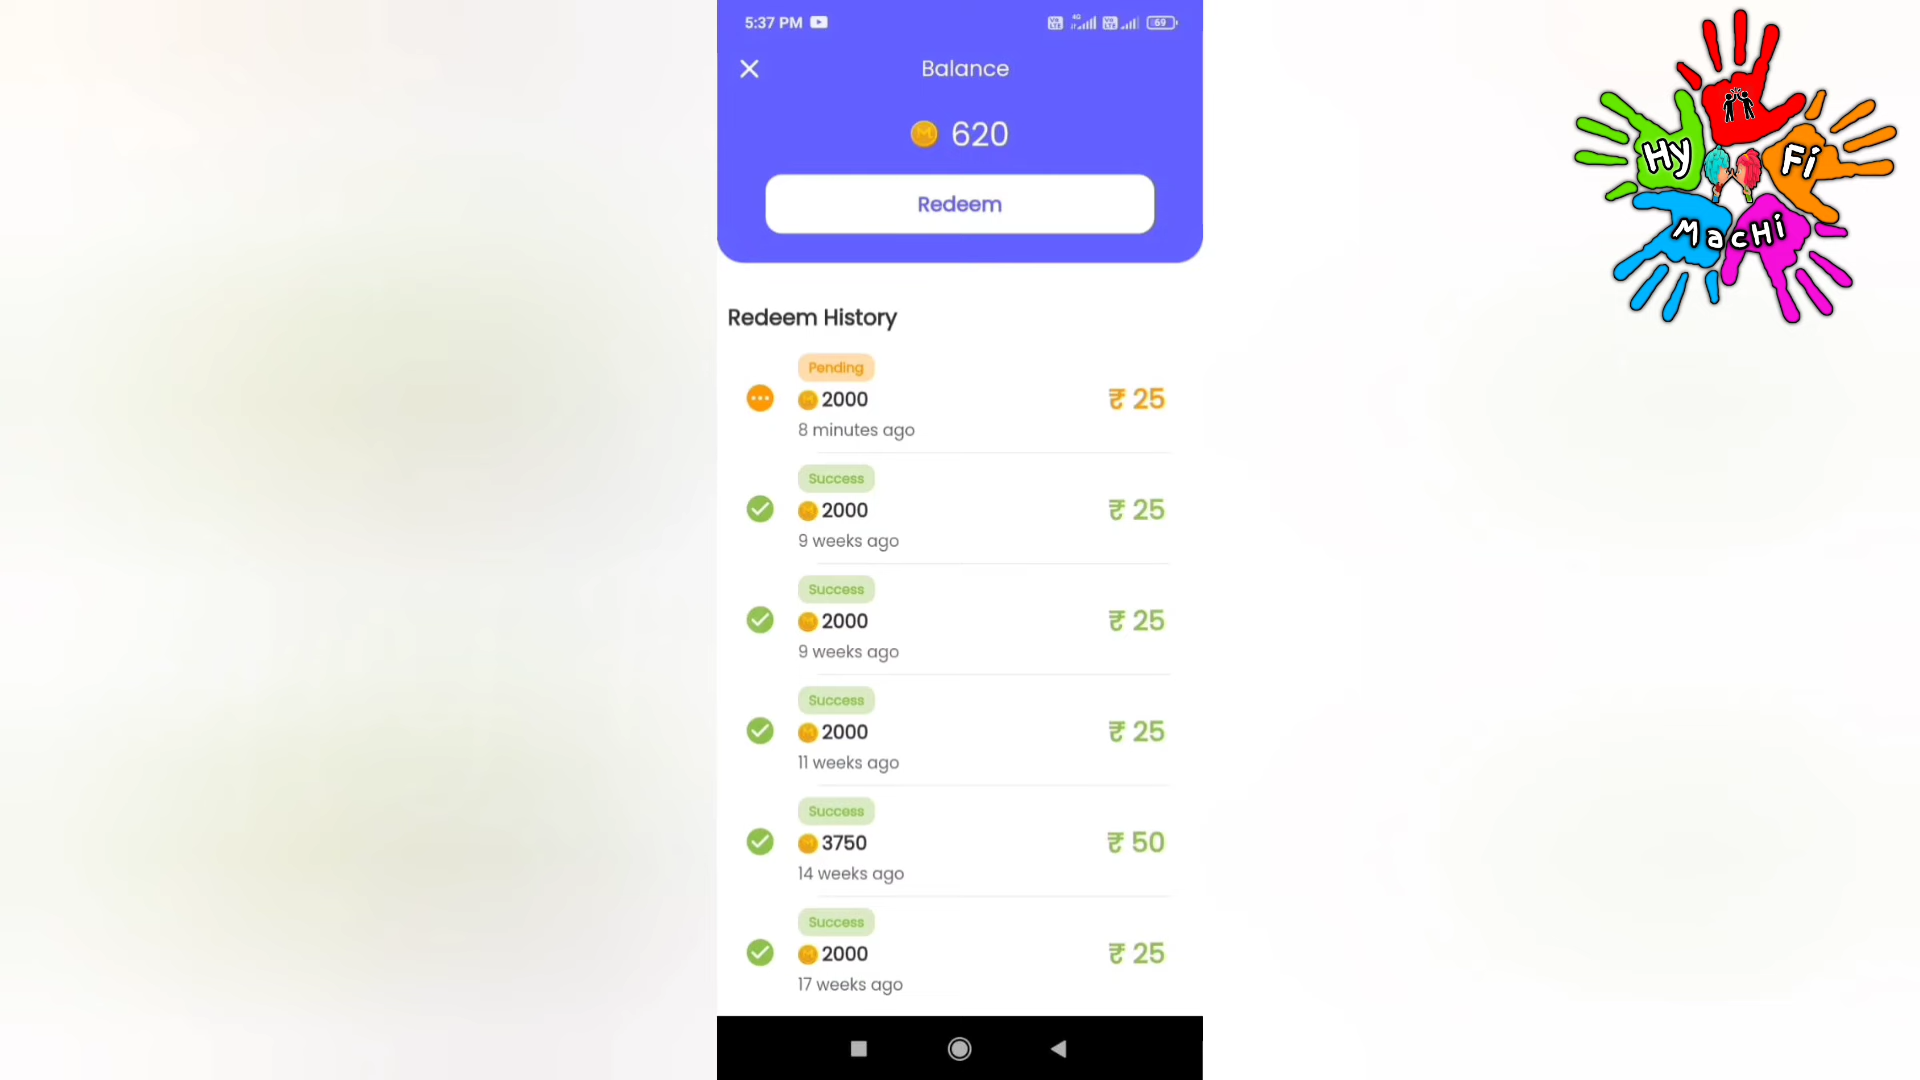 5:37 PM
69
Balance
620
Redeem
Redeem History
Pending
2000
₹ 25
8 minutes ago
Success
2000
₹ 25
9 weeks ago
Success
2000
₹ 25
9 weeks ago
Success
2000
₹ 25
11 weeks ago
Success
3750
₹ 50
14 weeks ago
Success
2000
₹ 25
17 weeks ago
Hy
Fi
MacHi